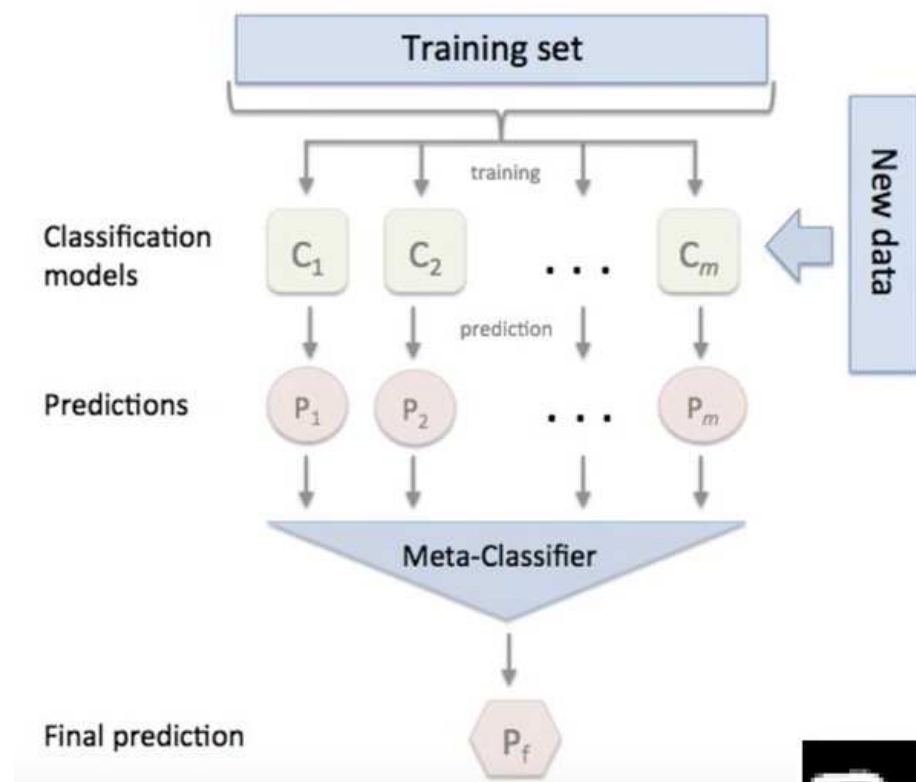 Training set
training
New data
Classification
models
C1
C2
. . .
Cm
prediction
Predictions
P1
P2
. . .
Pm
Meta-Classifier
Final prediction
Pf